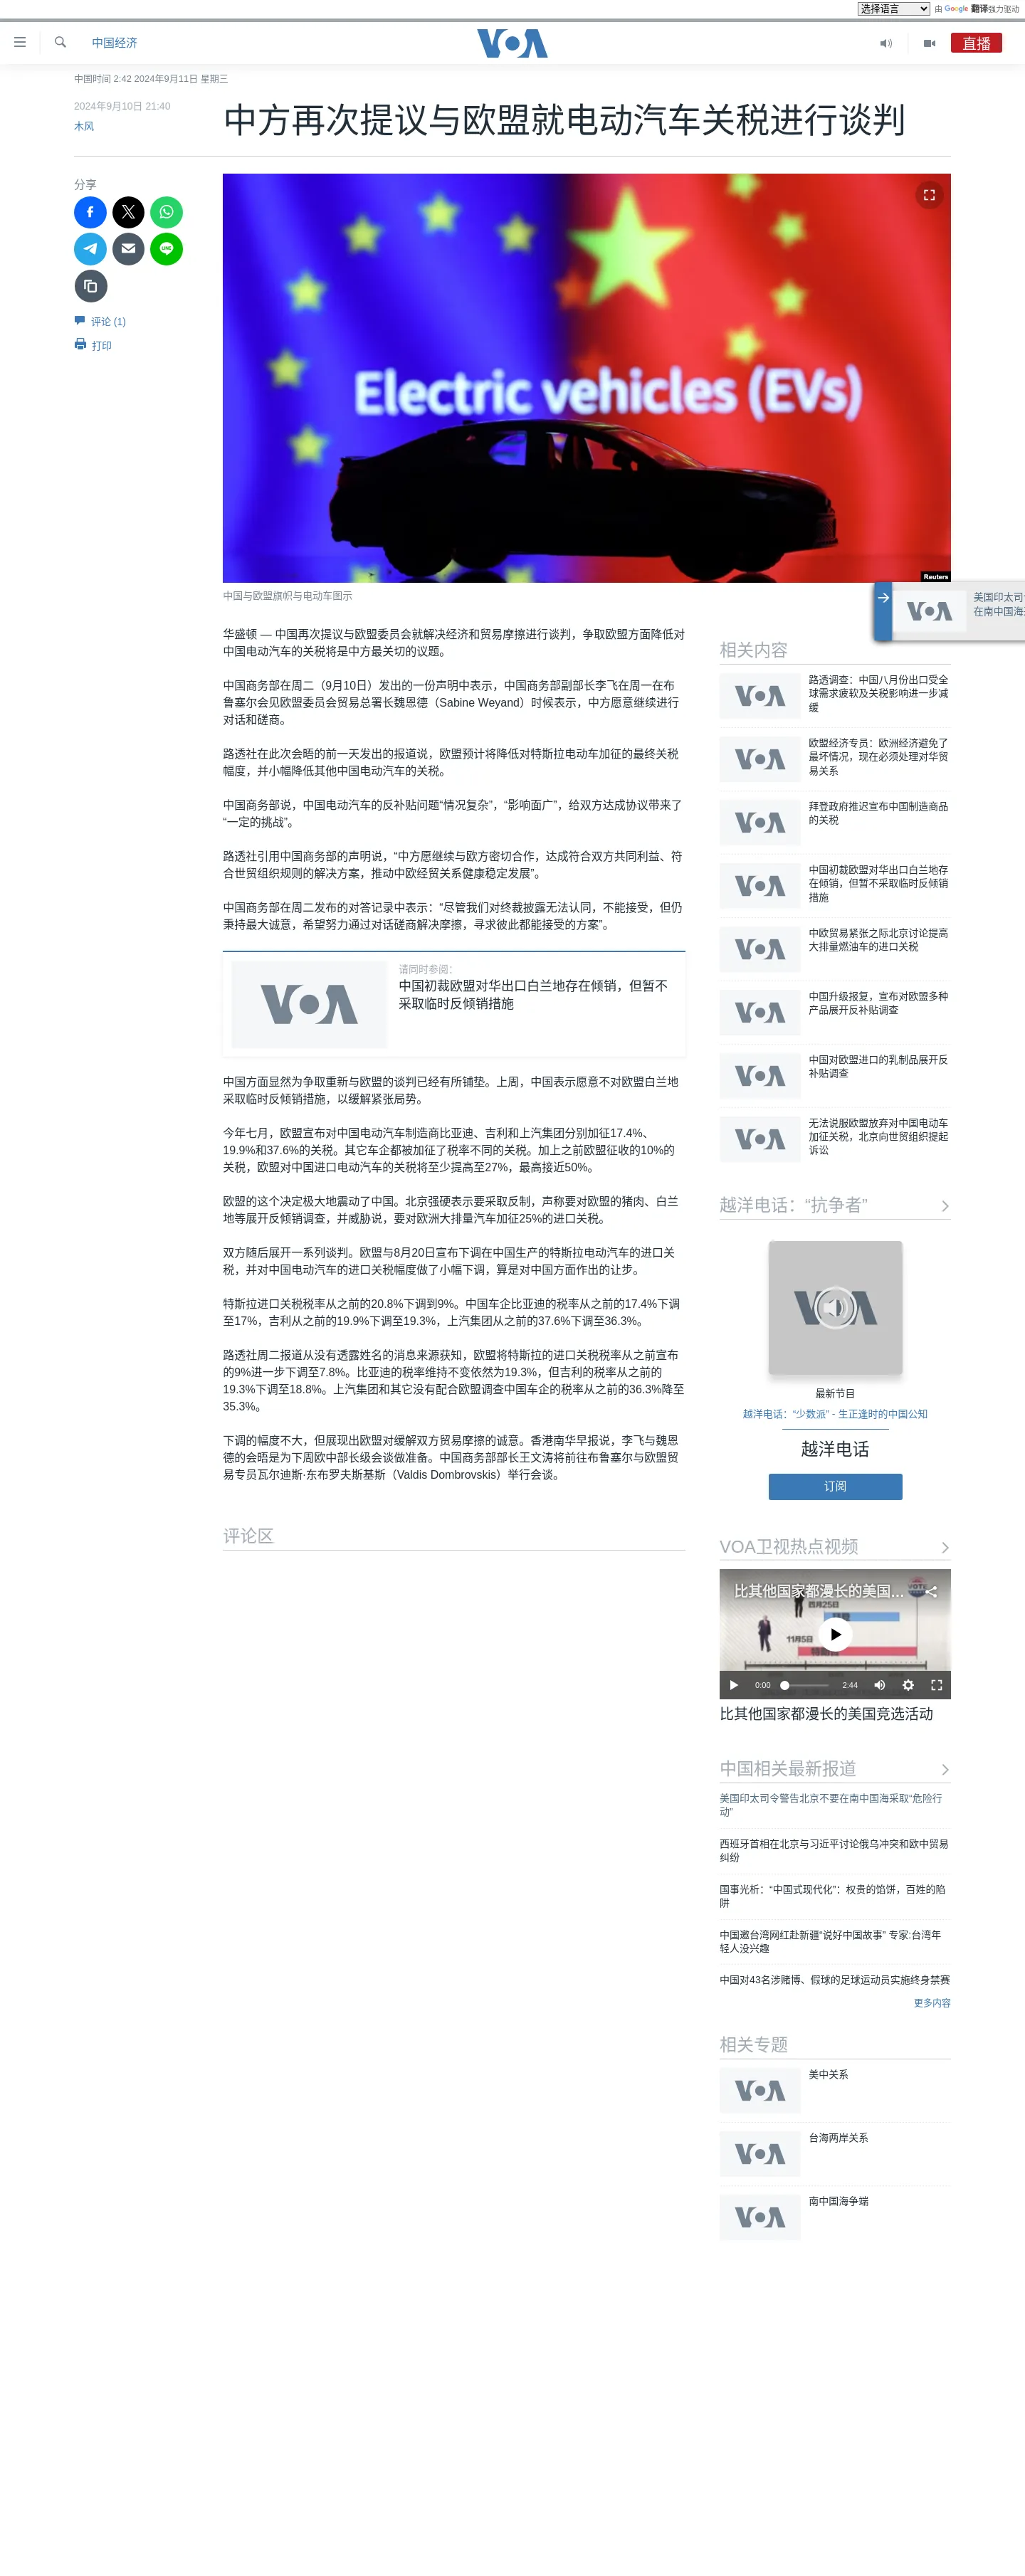 选择语言 由 Google 翻译强力驱动
中国经济
VOA
直播
中国时间 2:42 2024年9月11日 星期三
2024年9月10日 21:40
木风
中方再次提议与欧盟就电动汽车关税进行谈判
分享
评论 (1)
打印
Electric vehicles (EVs)
Reuters
中国与欧盟旗帜与电动车图示
华盛顿 — 中国再次提议与欧盟委员会就解决经济和贸易摩擦进行谈判，争取欧盟方面降低对
中国电动汽车的关税将是中方最关切的议题。
中国商务部在周二（9月10日）发出的一份声明中表示，中国商务部副部长李飞在周一在布
鲁塞尔会见欧盟委员会贸易总署长魏恩德（Sabine Weyand）时候表示，中方愿意继续进行
对话和磋商。
路透社在此次会晤的前一天发出的报道说，欧盟预计将降低对特斯拉电动车加征的最终关税
幅度，并小幅降低其他中国电动汽车的关税。
中国商务部说，中国电动汽车的反补贴问题“情况复杂”，“影响面广”，给双方达成协议带来了
“一定的挑战”。
路透社引用中国商务部的声明说，“中方愿继续与欧方密切合作，达成符合双方共同利益、符
合世贸组织规则的解决方案，推动中欧经贸关系健康稳定发展”。
中国商务部在周二发布的对答记录中表示：“尽管我们对终裁披露无法认同，不能接受，但仍
秉持最大诚意，希望努力通过对话磋商解决摩擦，寻求彼此都能接受的方案”。
VOA
请同时参阅：
中国初裁欧盟对华出口白兰地存在倾销，但暂不
采取临时反倾销措施
中国方面显然为争取重新与欧盟的谈判已经有所铺垫。上周，中国表示愿意不对欧盟白兰地
采取临时反倾销措施，以缓解紧张局势。
今年七月，欧盟宣布对中国电动汽车制造商比亚迪、吉利和上汽集团分别加征17.4%、
19.9%和37.6%的关税。其它车企都被加征了税率不同的关税。加上之前欧盟征收的10%的
关税，欧盟对中国进口电动汽车的关税将至少提高至27%，最高接近50%。
欧盟的这个决定极大地震动了中国。北京强硬表示要采取反制，声称要对欧盟的猪肉、白兰
地等展开反倾销调查，并威胁说，要对欧洲大排量汽车加征25%的进口关税。
双方随后展开一系列谈判。欧盟与8月20日宣布下调在中国生产的特斯拉电动汽车的进口关
税，并对中国电动汽车的进口关税幅度做了小幅下调，算是对中国方面作出的让步。
特斯拉进口关税税率从之前的20.8%下调到9%。中国车企比亚迪的税率从之前的17.4%下调
至17%，吉利从之前的19.9%下调至19.3%，上汽集团从之前的37.6%下调至36.3%。
路透社周二报道从没有透露姓名的消息来源获知，欧盟将特斯拉的进口关税税率从之前宣布
的9%进一步下调至7.8%。比亚迪的税率维持不变依然为19.3%，但吉利的税率从之前的
19.3%下调至18.8%。上汽集团和其它没有配合欧盟调查中国车企的税率从之前的36.3%降至
35.3%。
下调的幅度不大，但展现出欧盟对缓解双方贸易摩擦的诚意。香港南华早报说，李飞与魏恩
德的会晤是为下周欧中部长级会谈做准备。中国商务部部长王文涛将前往布鲁塞尔与欧盟贸
易专员瓦尔迪斯·东布罗夫斯基斯（Valdis Dombrovskis）举行会谈。
评论区
VOA
美国印太司令
在南中国海
相关内容
VOA
路透调查：中国八月份出口受全
球需求疲软及关税影响进一步减
缓
VOA
欧盟经济专员：欧洲经济避免了
最坏情况，现在必须处理对华贸
易关系
VOA
拜登政府推迟宣布中国制造商品
的关税
VOA
中国初裁欧盟对华出口白兰地存
在倾销，但暂不采取临时反倾销
措施
VOA
中欧贸易紧张之际北京讨论提高
大排量燃油车的进口关税
VOA
中国升级报复，宣布对欧盟多种
产品展开反补贴调查
VOA
中国对欧盟进口的乳制品展开反
补贴调查
VOA
无法说服欧盟放弃对中国电动车
加征关税，北京向世贸组织提起
诉讼
越洋电话：“抗争者”
VOA
最新节目
越洋电话：“少数派” - 生正逢时的中国公知
越洋电话
订阅
VOA卫视热点视频
比其他国家都漫长的美国...
VOTE
四月25日
11月5日
0:00
2:44
比其他国家都漫长的美国竞选活动
中国相关最新报道
美国印太司令警告北京不要在南中国海采取“危险行
动”
西班牙首相在北京与习近平讨论俄乌冲突和欧中贸易
纠纷
国事光析：“中国式现代化”：权贵的馅饼，百姓的陷
阱
中国邀台湾网红赴新疆“说好中国故事” 专家:台湾年
轻人没兴趣
中国对43名涉赌博、假球的足球运动员实施终身禁赛
更多内容
相关专题
VOA
美中关系
VOA
台海两岸关系
VOA
南中国海争端